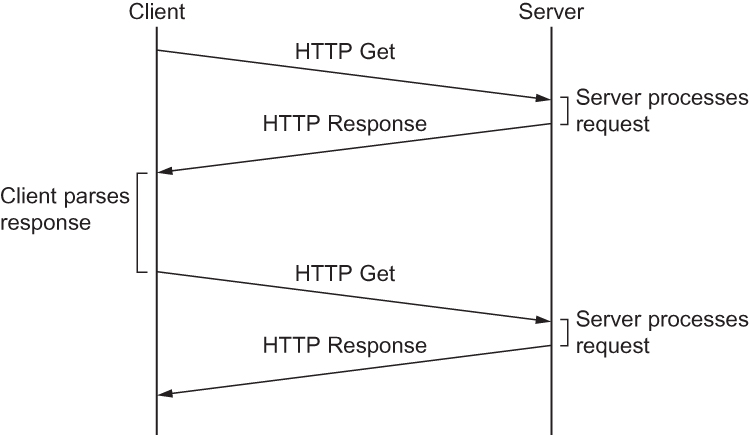 Client
Server
HTTP Get
Server processes
request
HTTP Response
Client parses
response
HTTP Get
Server processes
request
HTTP Response